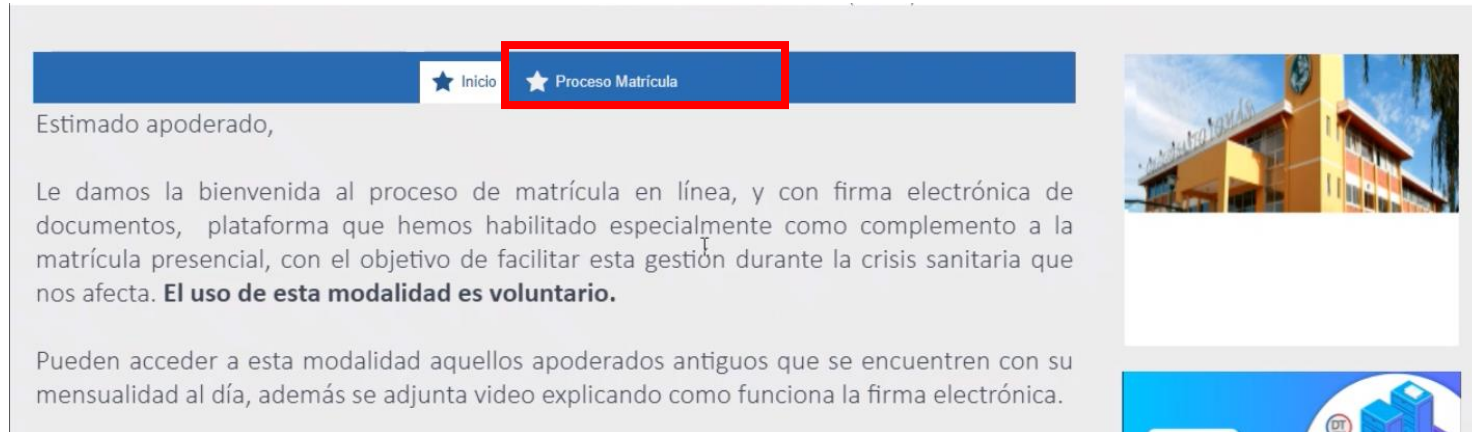 Inicio
Proceso Matrícula
Estimado apoderado,
Le damos la bienvenida al proceso de matrícula en línea, y con firma electrónica de
documentos, plataforma que hemos habilitado especialmente como complemento a la
matrícula presencial, con el objetivo de facilitar esta gestión durante la crisis sanitaria que
nos afecta. El uso de esta modalidad es voluntario.
Pueden acceder a esta modalidad aquellos apoderados antiguos que se encuentren con su
mensualidad al día, además se adjunta video explicando como funciona la firma electrónica.
DT